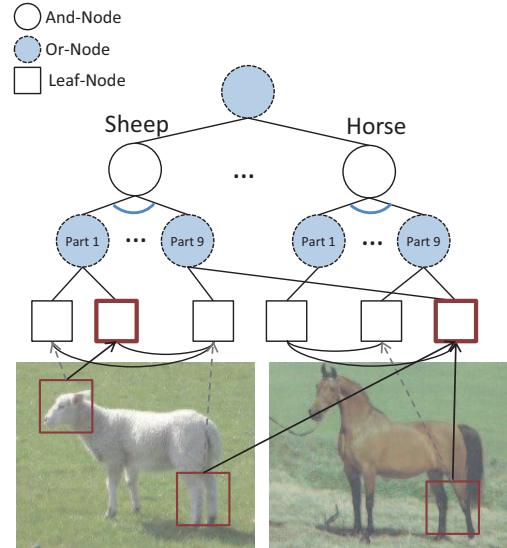 And-Node
Or-Node
Leaf-Node
Sheep
Horse
...
Part 1
...
Part 9
Part 1
...
Part 9